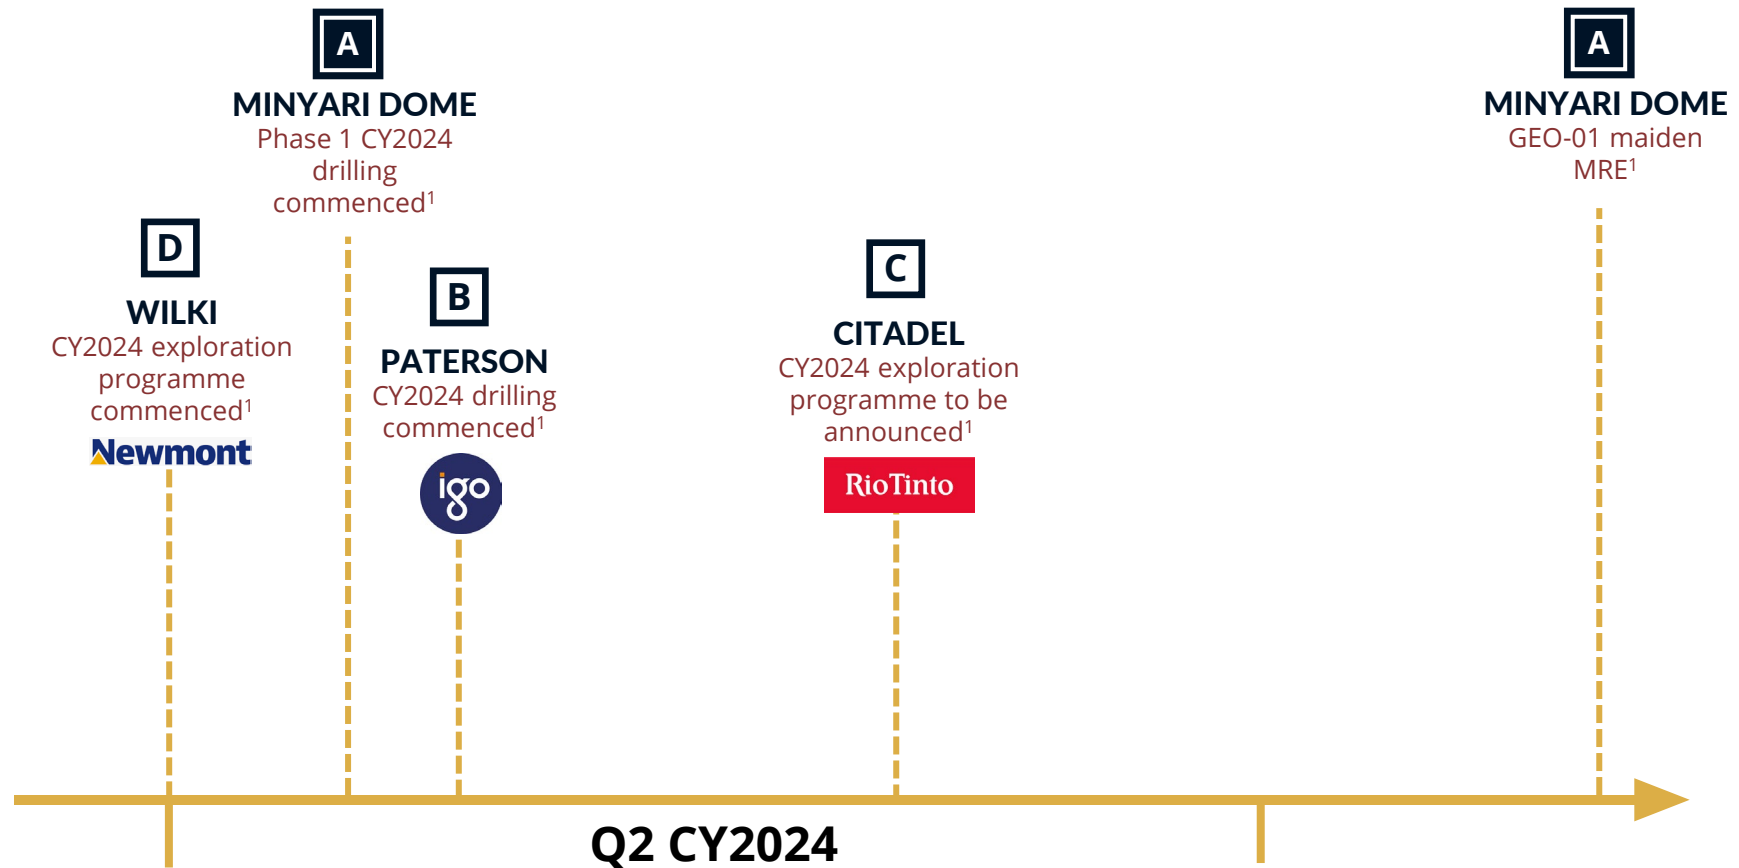 A
MINYARI DOME
Phase 1 CY2024
drilling
commenced¹
A
MINYARI DOME
GEO-01 maiden
MRE¹
D
WILKI
CY2024 exploration
programme
commenced¹
Newmont
B
PATERSON
CY2024 drilling
commenced¹
igo
C
CITADEL
CY2024 exploration
programme to be
announced¹
RioTinto
Q2 CY2024